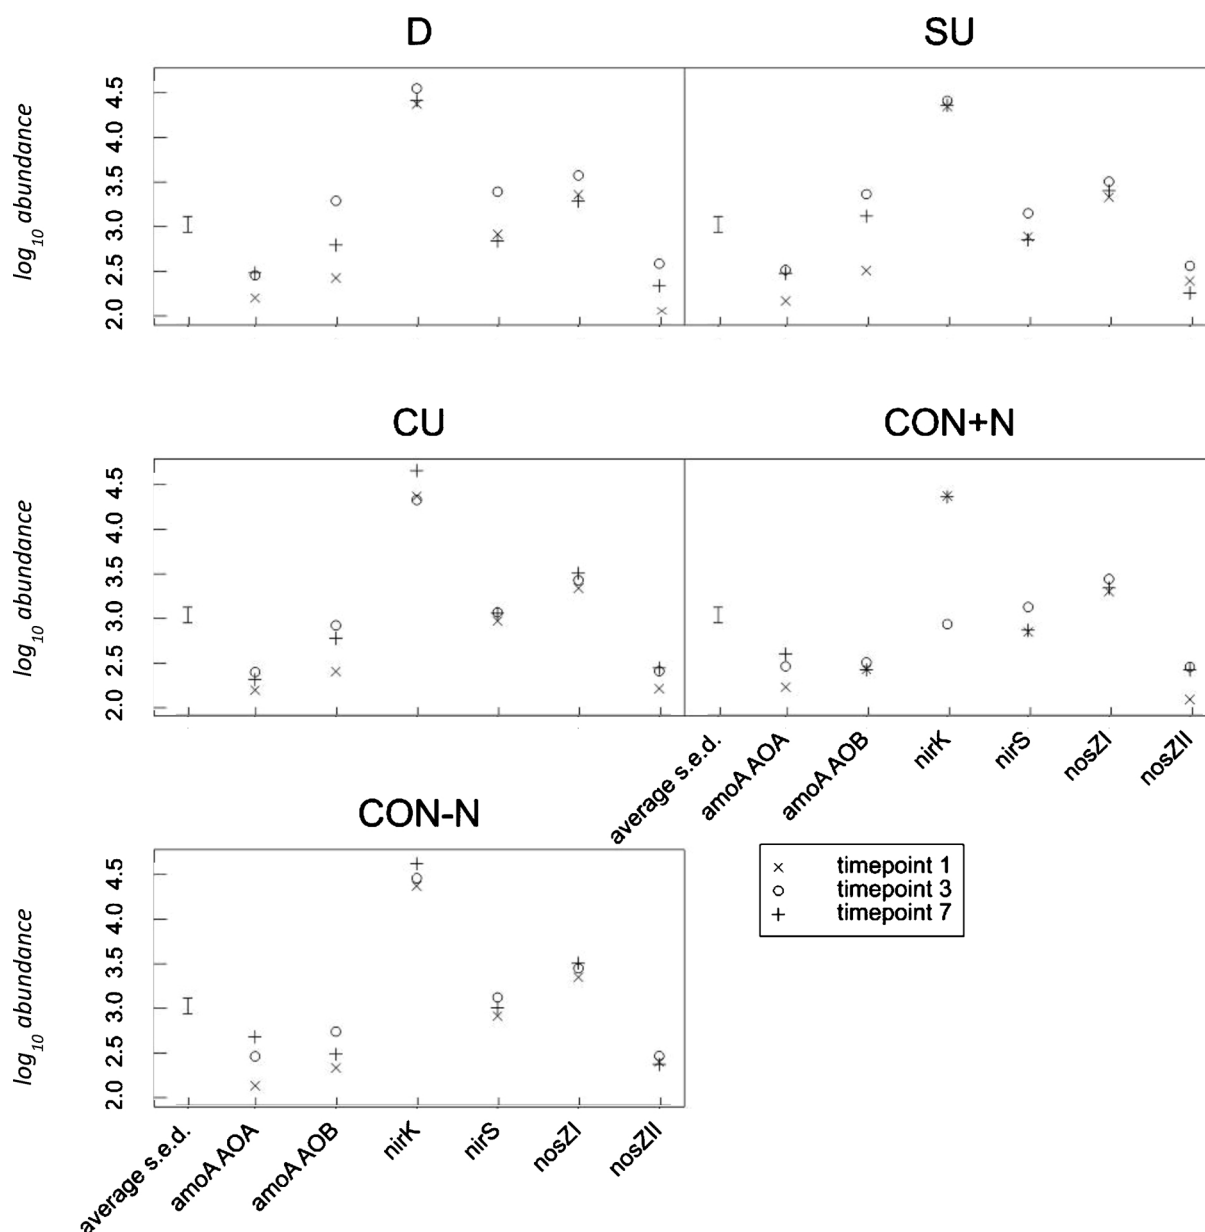 D
SU
log10 abundance
4.5
4.0
3.5
3.0
2.5
2.0
CU
CON+N
log10 abundance
4.5
4.0
3.5
3.0
2.5
2.0
average s.e.d.
amoA AOA
amoA AOB
nirK
nirS
nosZI
nosZII
CON-N
timepoint 1
timepoint 3
timepoint 7
log10 abundance
4.5
4.0
3.5
3.0
2.5
2.0
average s.e.d.
amoA AOA
amoA AOB
nirK
nirS
nosZI
nosZII